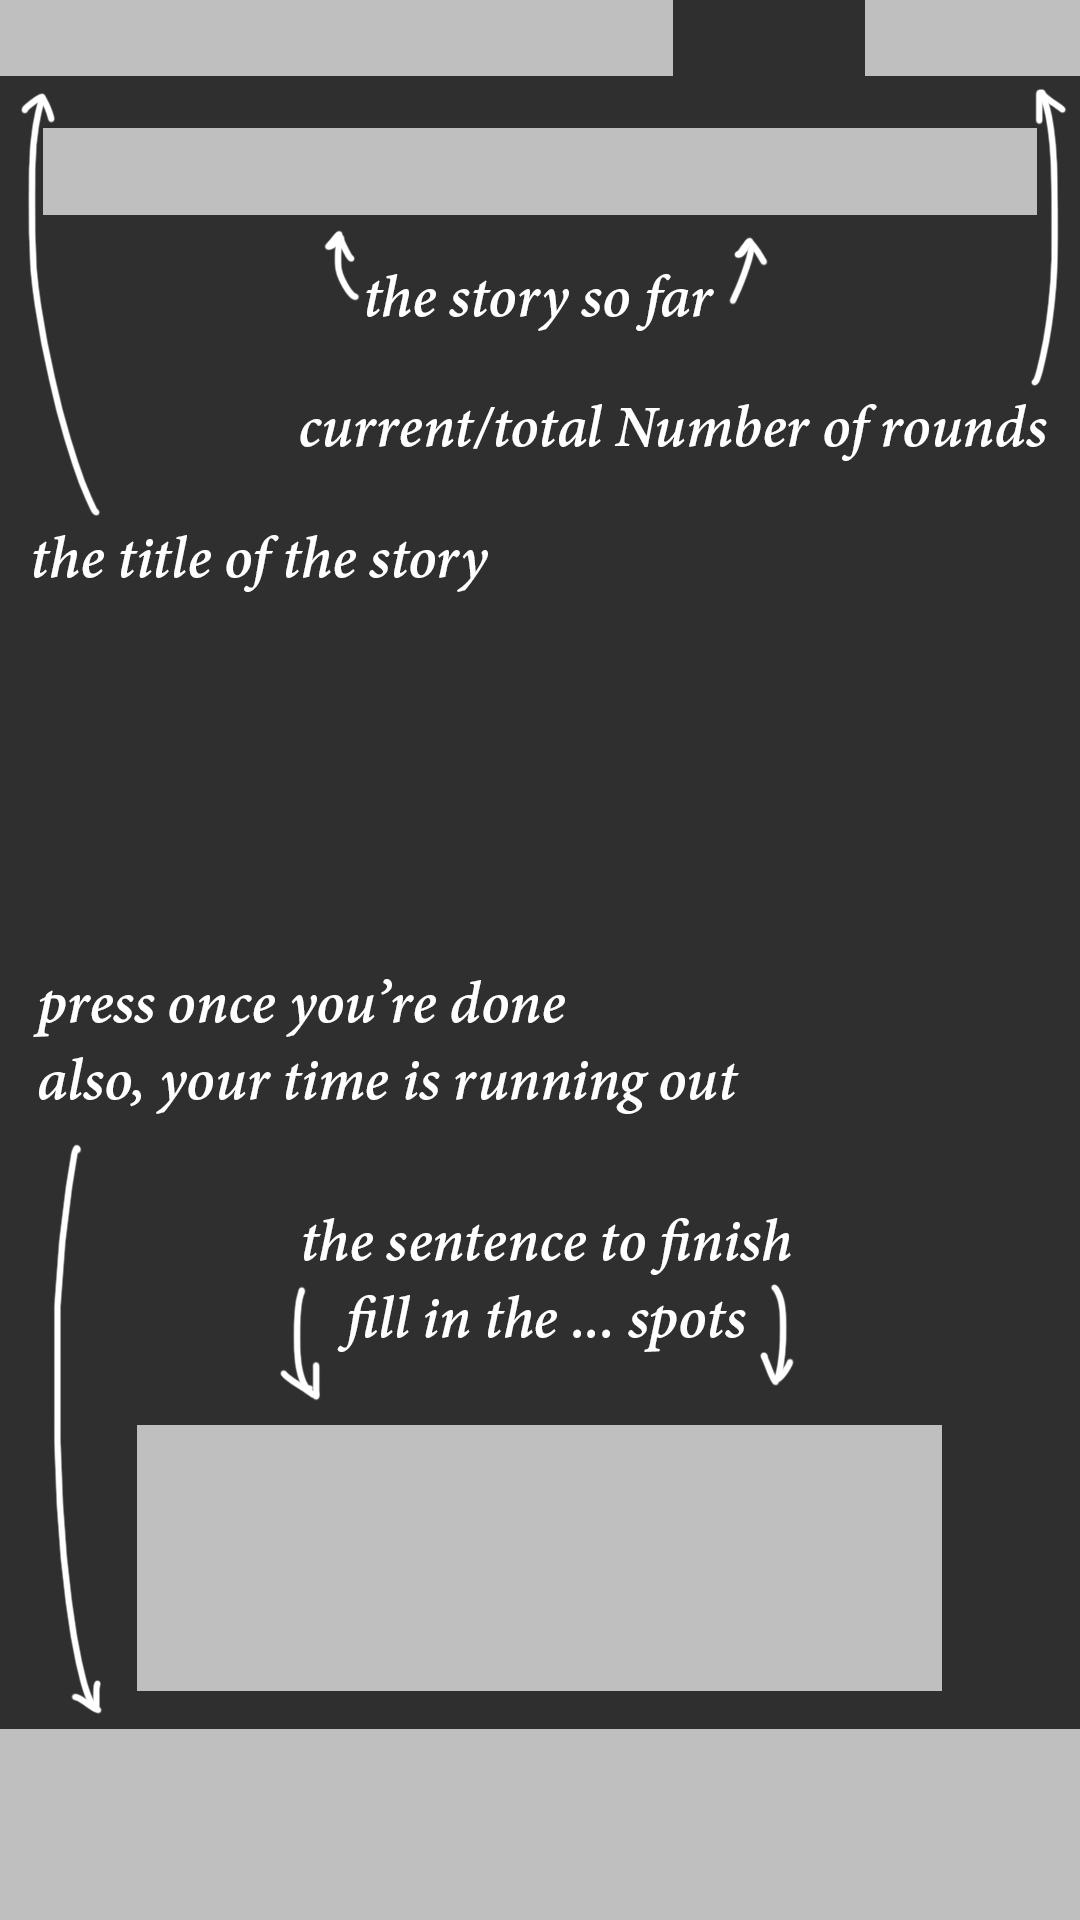 the story so far
current/total Number of rounds
the title of the story
press once you’re done
also, your time is running out
the sentence to finish
fill in the ... spots